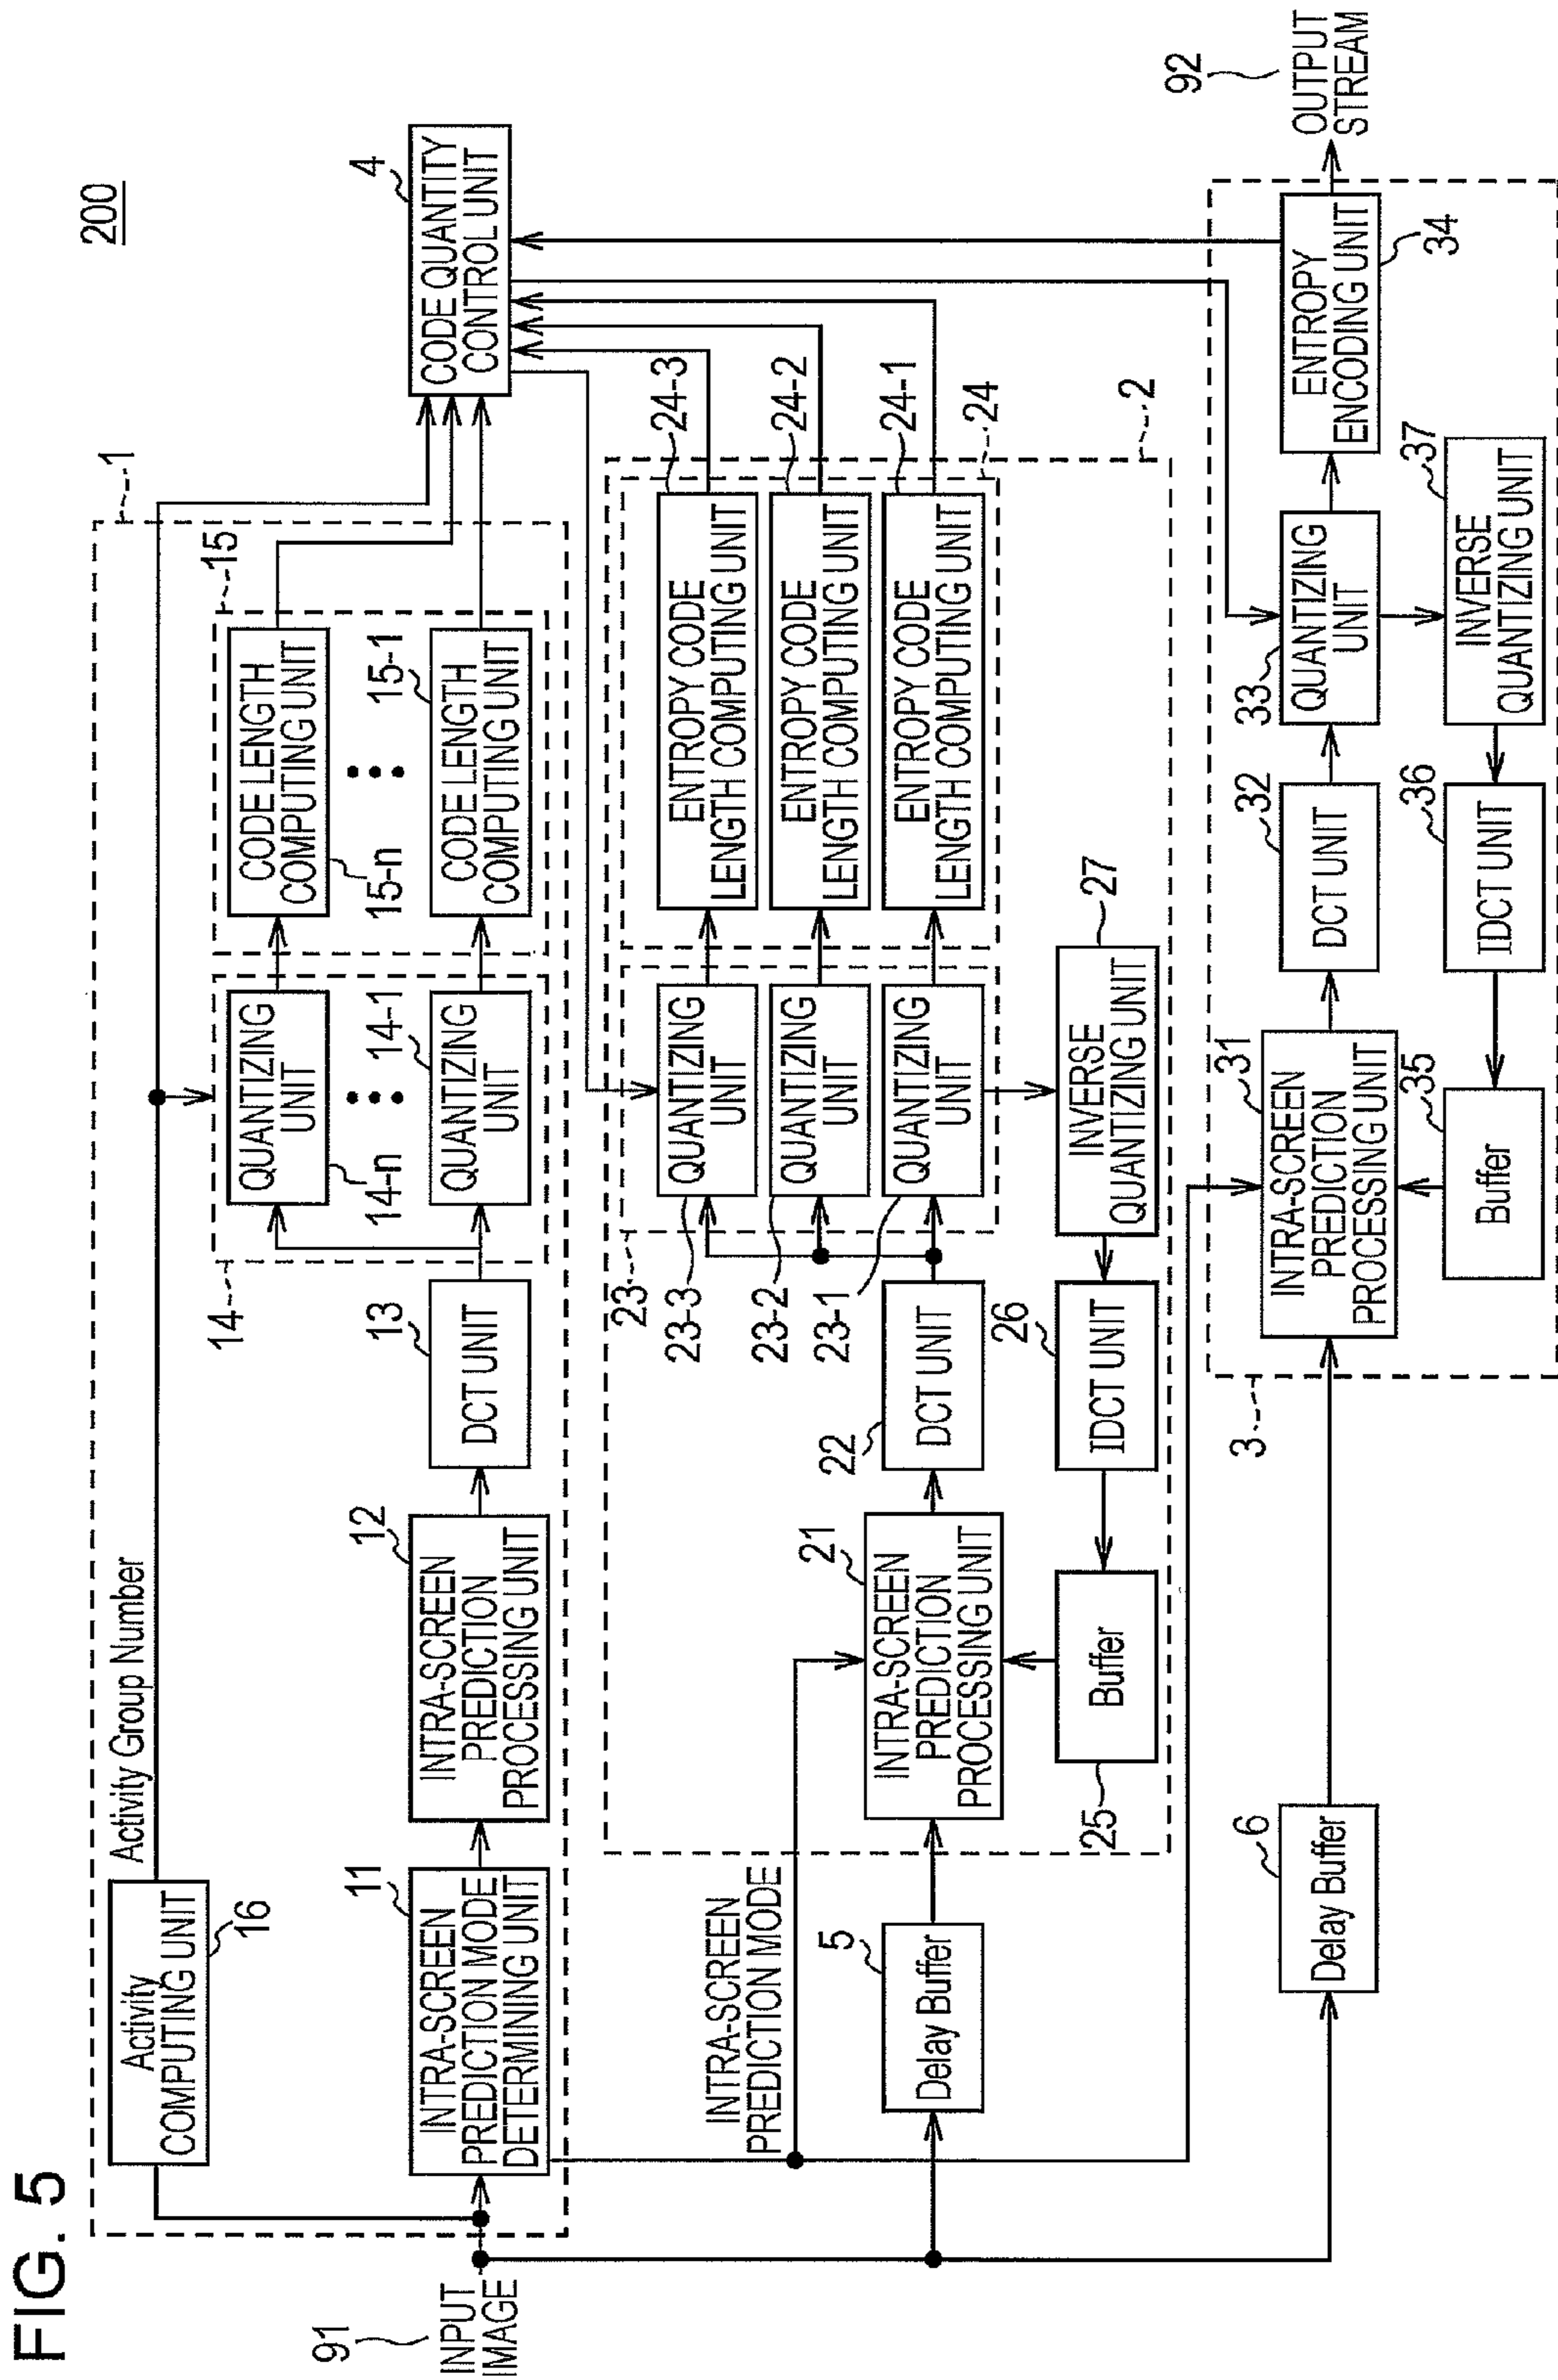 FIG. 5
200
91
INPUT
IMAGE
1
Activity
COMPUTING UNIT
16
Activity Group Number
11
INTRA-SCREEN
PREDICTION MODE
DETERMINING UNIT
12
INTRA-SCREEN
PREDICTION
PROCESSING UNIT
13
DCT UNIT
14
QUANTIZING
UNIT
14-n
14-1
QUANTIZING
UNIT
15
CODE LENGTH
COMPUTING UNIT
15-n
15-1
CODE LENGTH
COMPUTING UNIT
4
CODE QUANTITY
CONTROL UNIT
INTRA-SCREEN
PREDICTION MODE
5
Delay Buffer
21
INTRA-SCREEN
PREDICTION
PROCESSING UNIT
22
DCT UNIT
23
23-3
QUANTIZING
UNIT
23-2
QUANTIZING
UNIT
23-1
QUANTIZING
UNIT
24-3
ENTROPY CODE
LENGTH COMPUTING UNIT
24-2
ENTROPY CODE
LENGTH COMPUTING UNIT
24-1
ENTROPY CODE
LENGTH COMPUTING UNIT
24
2
25
Buffer
26
IDCT UNIT
27
INVERSE
QUANTIZING UNIT
6
Delay Buffer
3
31
INTRA-SCREEN
PREDICTION
PROCESSING UNIT
32
DCT UNIT
33
QUANTIZING
UNIT
ENTROPY
ENCODING UNIT
34
92
OUTPUT
STREAM
35
Buffer
36
IDCT UNIT
37
INVERSE
QUANTIZING UNIT